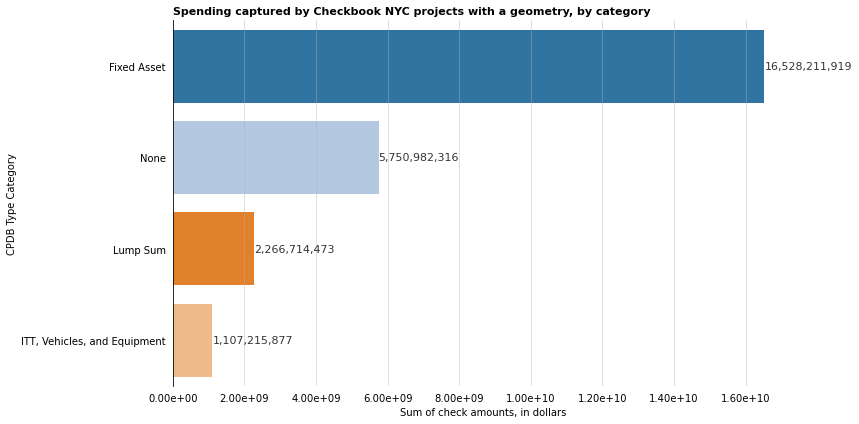 Spending captured by Checkbook NYC projects with a geometry, by category
CPDB Type Category
Fixed Asset
16,528,211,919
None
5,750,982,316
Lump Sum
2,266,714,473
ITT, Vehicles, and Equipment
1,107,215,877
0.00e+00 2.00e+09 4.00e+09 6.00e+09 8.00e+09 1.00e+10 1.20e+10 1.40e+10 1.60e+10
Sum of check amounts, in dollars